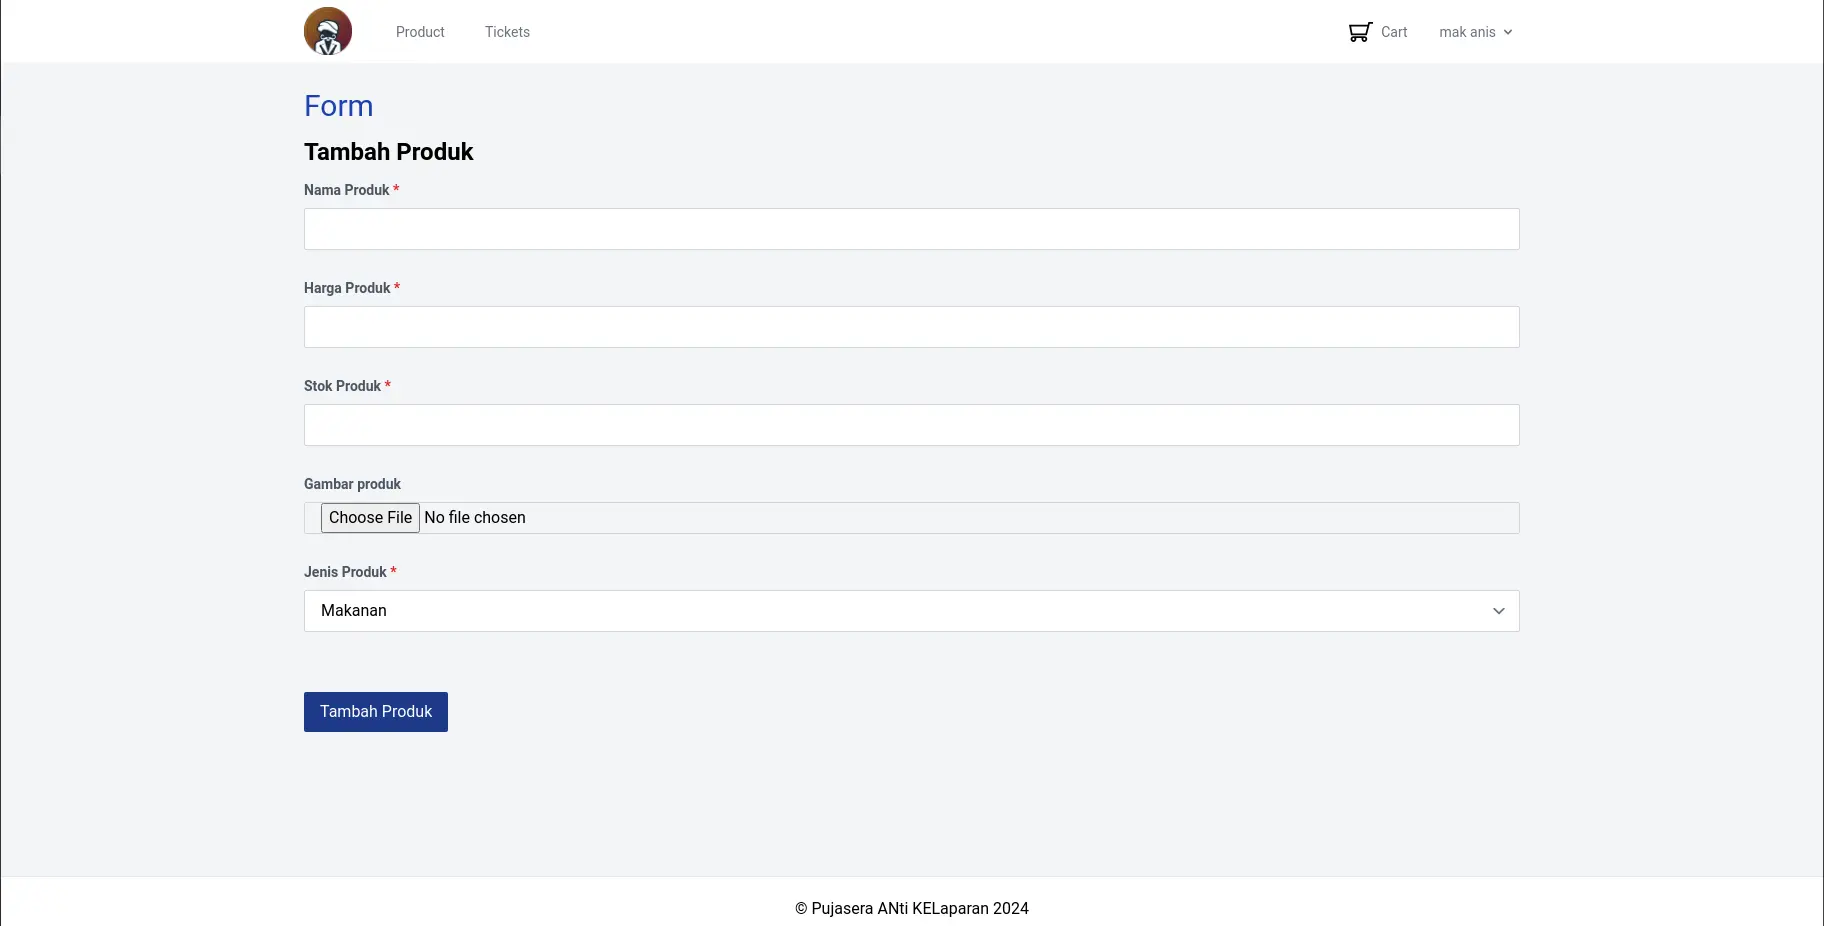 Product Tickets Cart mak anis
Form
Tambah Produk
Nama Produk *
Harga Produk *
Stok Produk *
Gambar produk
Choose File No file chosen
Jenis Produk *
Makanan
Tambah Produk
© Pujasera ANti KELaparan 2024